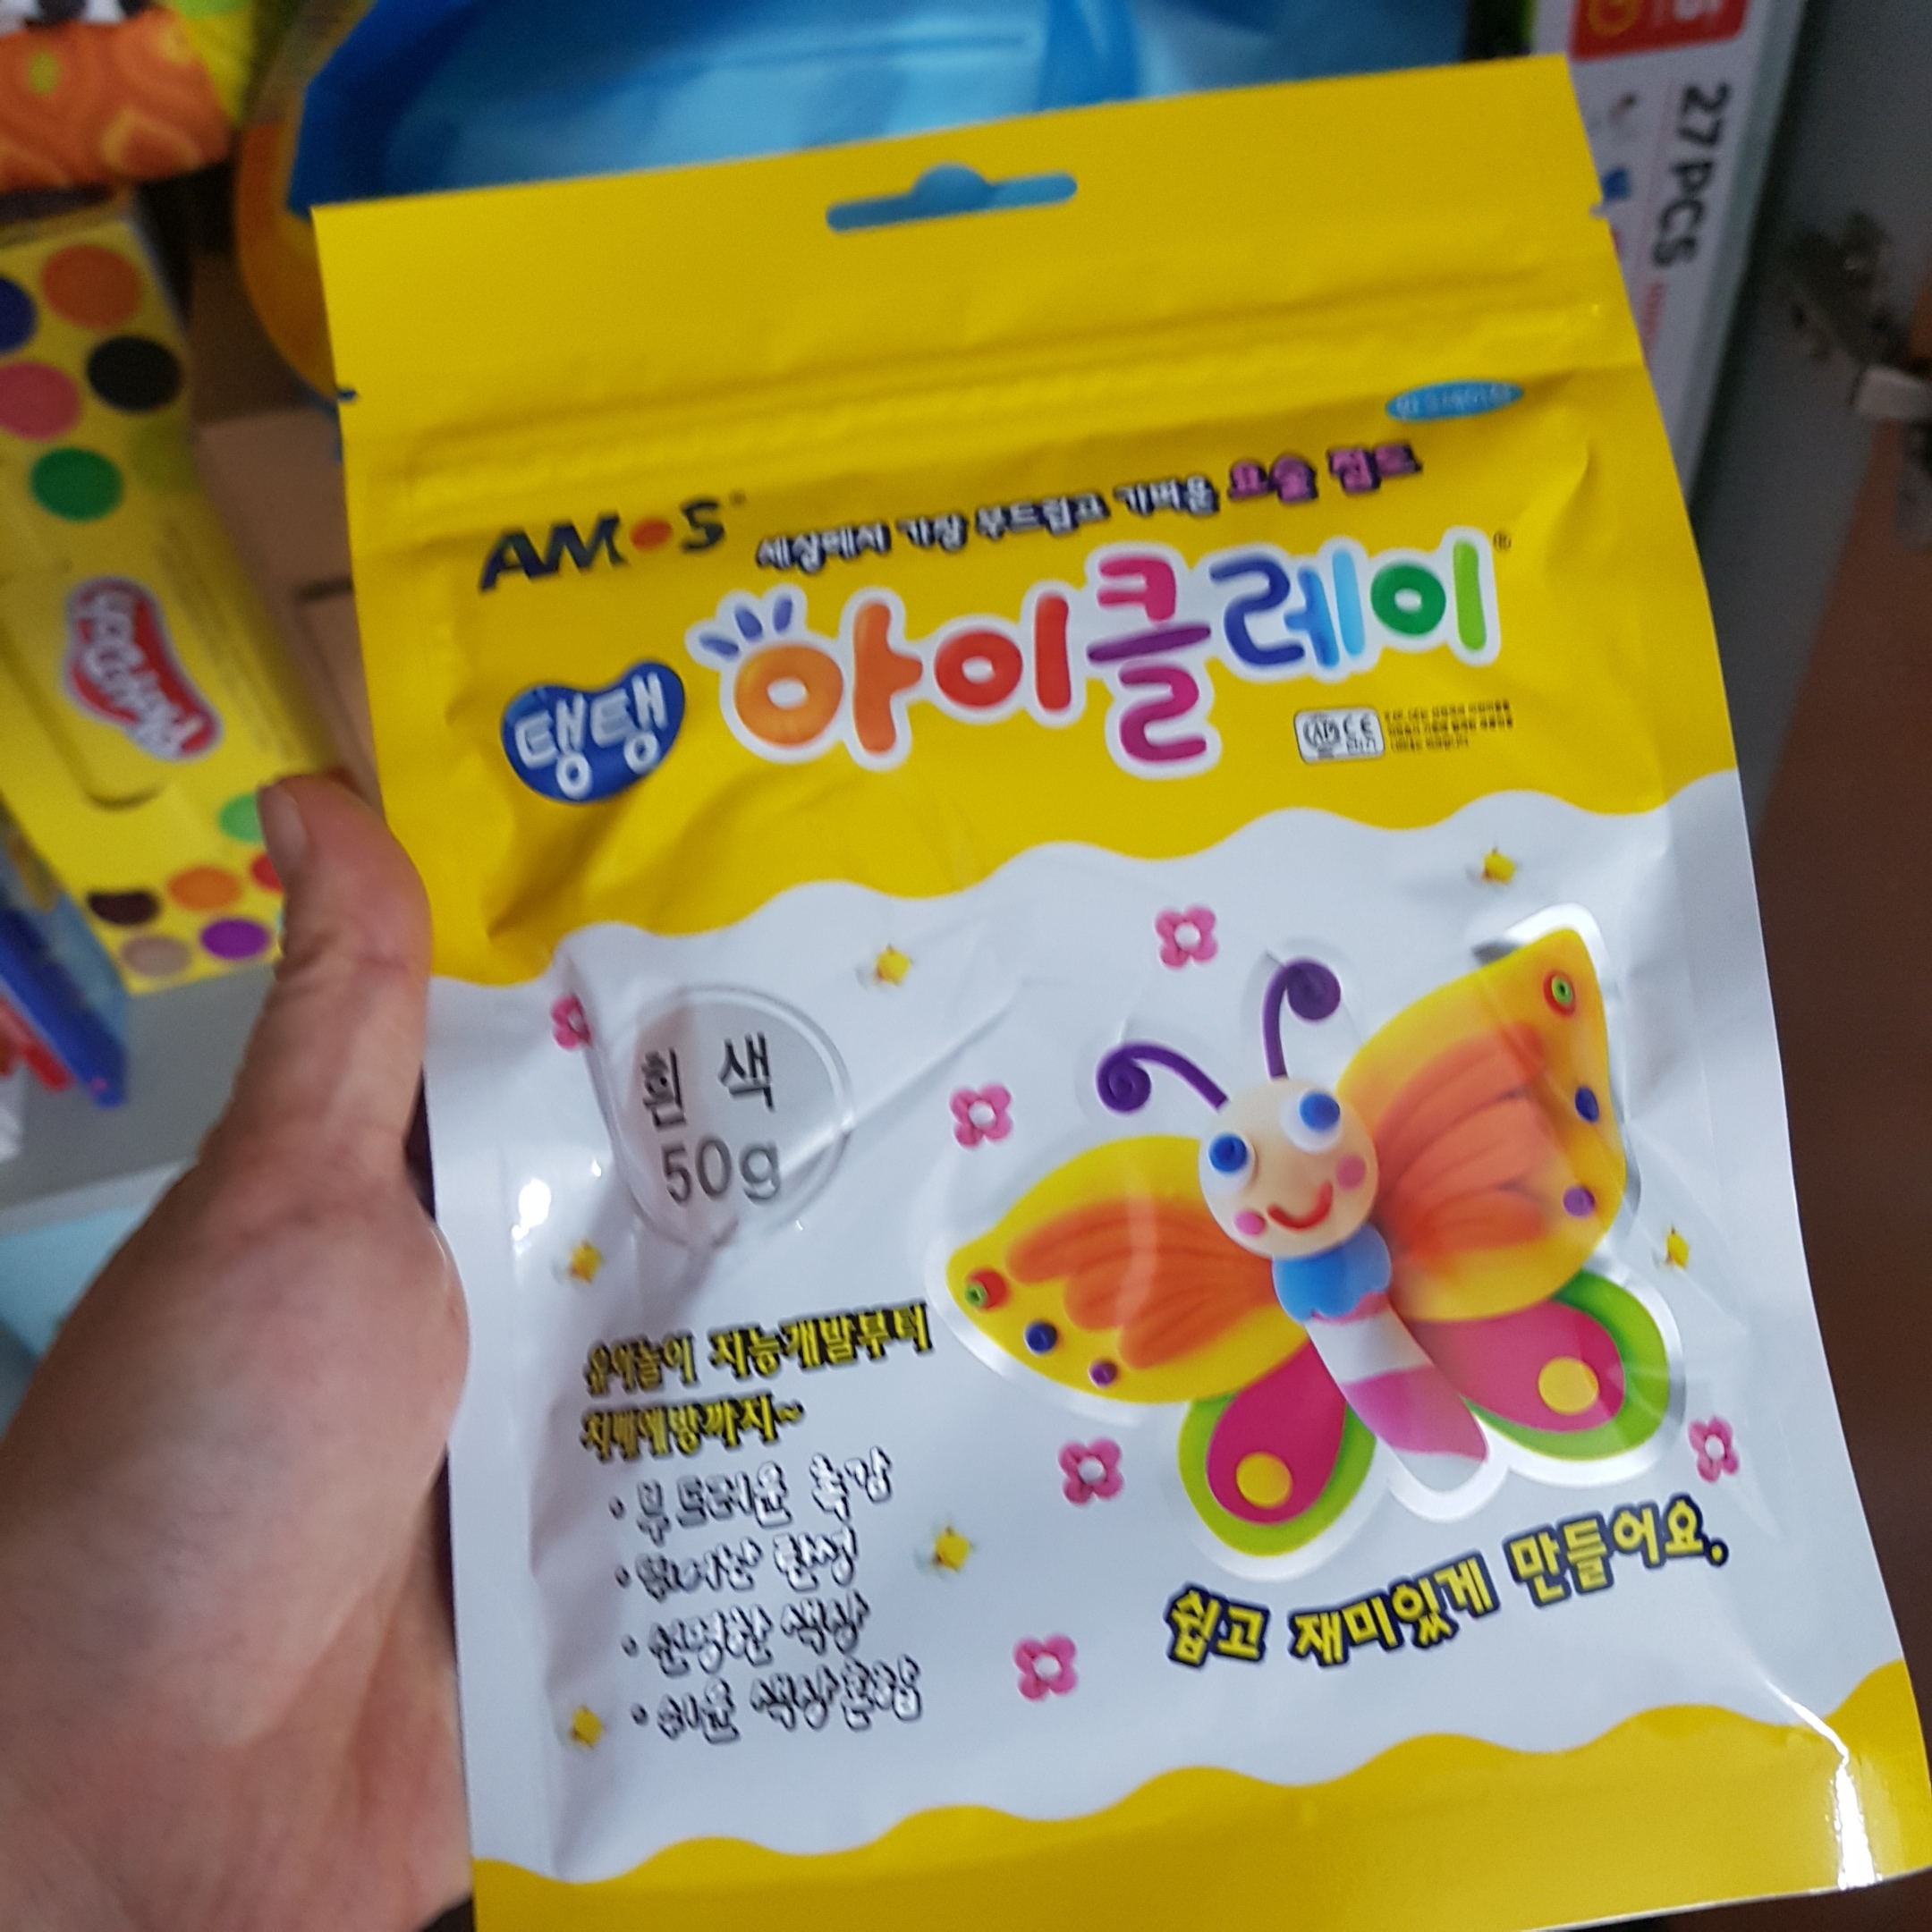 27PCS
AMOS
세상에서 가장 부드럽고 가벼운 요술 점토
탱탱 아이클레이®
CE
Play-Doh
흰 색
50g
유아놀이 지능개발부터
치매예방까지~
• 부드러운 촉감
• 뛰어난 탄성
• 선명한 색상
• 쉬운 색상혼합
쉽고 재미있게 만들어요.